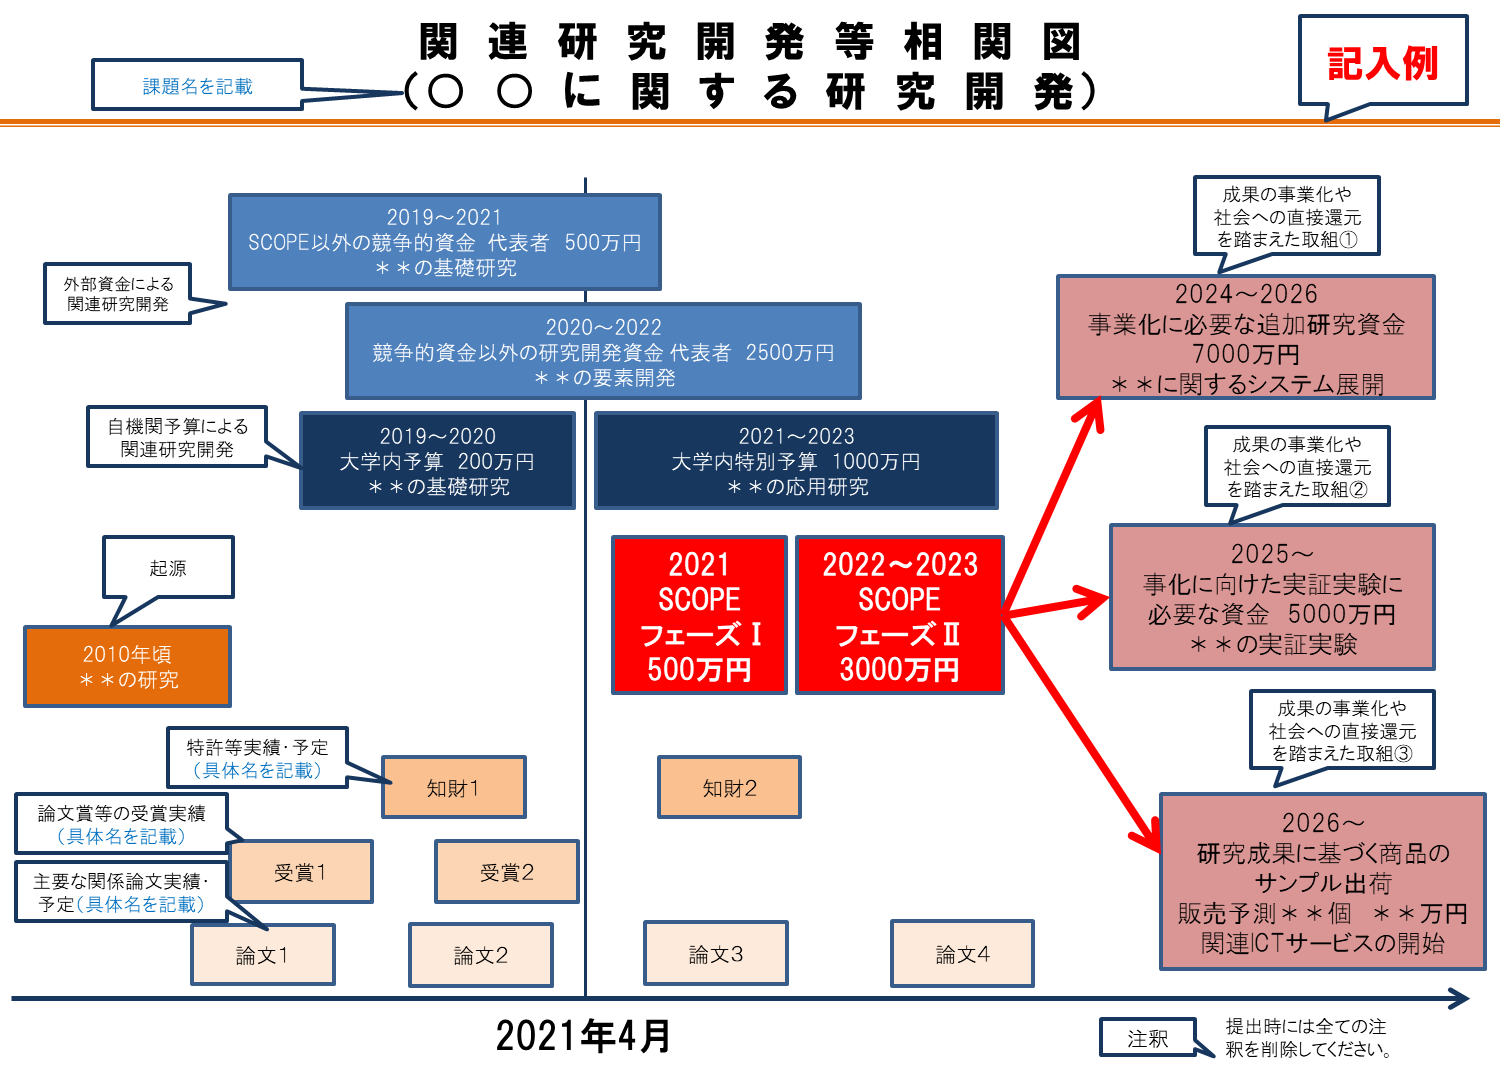 関連研究開発等相関図
(〇〇に関する研究開発)
課題名を記載
記入例
2019～2021
SCOPE以外の競争的資金 代表者　500万円
＊＊の基礎研究
外部資金による
関連研究開発
2020～2022
競争的資金以外の研究開発資金 代表者　2500万円
＊＊の要素開発
自機関予算による
関連研究開発
2019～2020
大学内予算　200万円
＊＊の基礎研究
2021～2023
大学内特別予算　1000万円
＊＊の応用研究
起源
2010年頃
＊＊の研究
2021
SCOPE
フェーズⅠ
500万円
2022～2023
SCOPE
フェーズⅡ
3000万円
成果の事業化や
社会への直接還元
を踏まえた取組①
2024～2026
事業化に必要な追加研究資金
7000万円
＊＊に関するシステム展開
成果の事業化や
社会への直接還元
を踏まえた取組②
2025～
事化に向けた実証実験に
必要な資金　5000万円
＊＊の実証実験
成果の事業化や
社会への直接還元
を踏まえた取組③
2026～
研究成果に基づく商品の
サンプル出荷
販売予測＊＊個　＊＊万円
関連ICTサービスの開始
特許等実績･予定
（具体名を記載）
知財1
知財2
論文賞等の受賞実績
（具体名を記載）
受賞1
受賞2
主要な関係論文実績･
予定（具体名を記載）
論文1
論文2
論文3
論文4
2021年4月
注釈
提出時には全ての注
釈を削除してください。